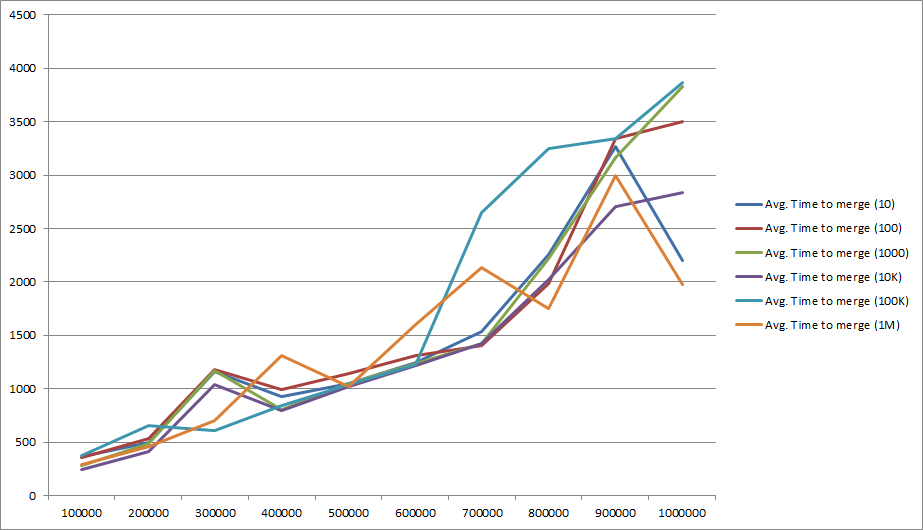 4500
4000
3500
3000
2500
2000
1500
1000
500
0
100000 200000 300000 400000 500000 600000 700000 800000 900000 1000000
Avg. Time to merge (10)
Avg. Time to merge (100)
Avg. Time to merge (1000)
Avg. Time to merge (10K)
Avg. Time to merge (100K)
Avg. Time to merge (1M)